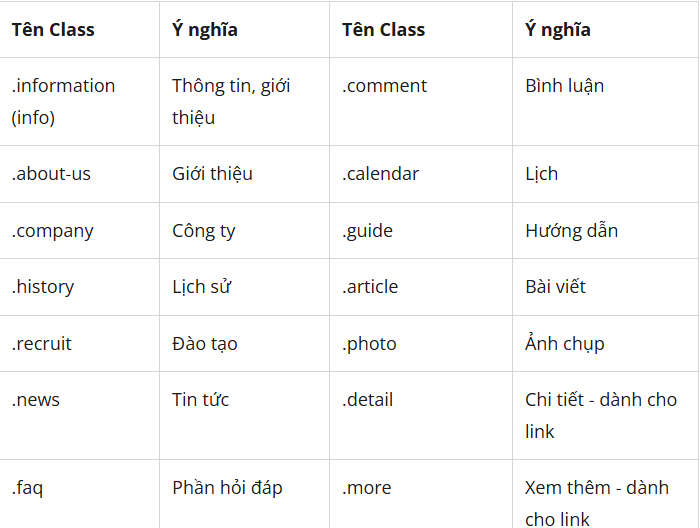 Tên Class Ý nghĩa Tên Class Ý nghĩa
.information Thông tin, giới .comment Bình luận
(info) thiệu
.about-us Giới thiệu .calendar Lịch
.company Công ty .guide Hướng dẫn
.history Lịch sử .article Bài viết
.recruit Đào tạo .photo Ảnh chụp
.news Tin tức .detail Chi tiết - dành cho
link
.faq Phần hỏi đáp .more Xem thêm - dành
cho link